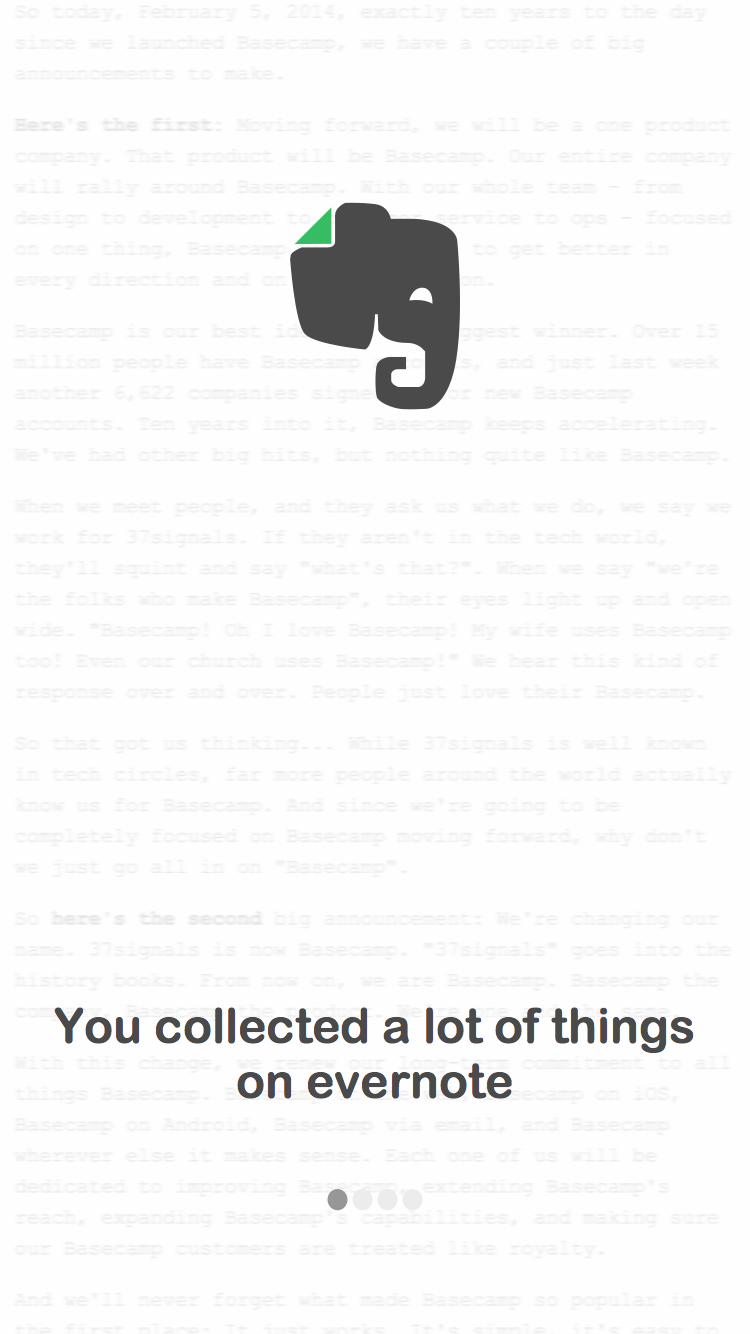 So today, February 5, 2014, exactly ten years to the day
since we launched Basecamp, we have a couple of big
announcements to make.
Here's the first: Moving forward, we will be a one product
company. That product will be Basecamp. Our entire company
will rally around Basecamp. With our whole team – from
design to development to service to ops – focused
on one thing, Basecamp to get better in
every direction and on on.
Basecamp is our best winner. Over 15
million people have Basecamp and just last week
another 6,622 companies new Basecamp
accounts. Ten years into it, Basecamp keeps accelerating.
We've had other big hits, but nothing quite like Basecamp.
When we meet people, and they ask us what we do, we say we
work for 37signals. If they aren't in the tech world,
they'll squint and say "what's that?". When we say "we're
the folks who make Basecamp", their eyes light up and open
wide. "Basecamp! Oh I love Basecamp! My wife uses Basecamp
too! Even our church uses Basecamp!" We hear this kind of
response over and over. People just love their Basecamp.
So that got us thinking... While 37signals is well known
in tech circles, far more people around the world actually
know us for Basecamp. And since we're going to be
completely focused on Basecamp moving forward, why don't
we just go all in on "Basecamp".
So here's the second big announcement: We're changing our
name. 37signals is now Basecamp. "37signals" goes into the
history books. From now on, we are Basecamp. Basecamp the
You collected a lot of things
With this change, we renew our long-term commitment to all
on evernote
things Basecamp. Basecamp on iOS,
Basecamp on Android, Basecamp via email, and Basecamp
wherever else it makes sense. Each one of us will be
dedicated to improving Basecamp, extending Basecamp's
reach, expanding Basecamp's capabilities, and making sure
our Basecamp customers are treated like royalty.
And we'll never forget what made Basecamp so popular in
the first place: It just works. It's simple, it's easy to